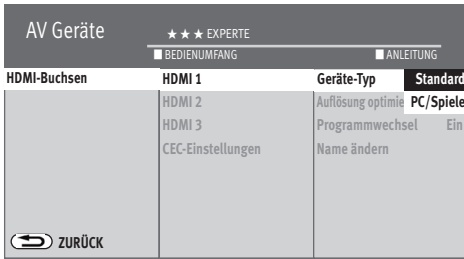 AV Geräte
★★★ EXPERTE
BEDIENUMFANG ANLEITUNG
HDMI-Buchsen HDMI 1 Geräte-Typ Standard
HDMI 2 Auflösung optimie PC/Spiele
HDMI 3 Programmwechsel Ein
CEC-Einstellungen Name ändern
ZURÜCK